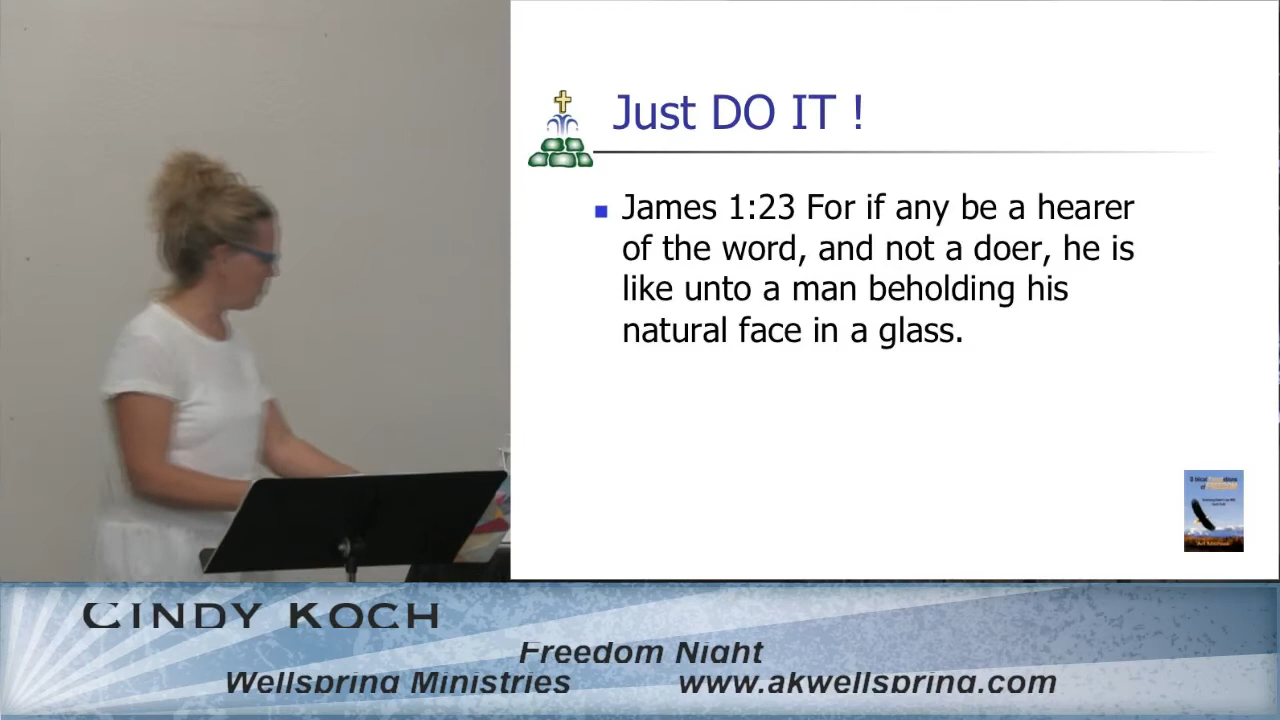 Just DO IT !
James 1:23 For if any be a hearer
of the word, and not a doer, he is
like unto a man beholding his
natural face in a glass.
of
CINDY KOCH
Freedom Night
Wellspring Ministries www.akwellspring.com